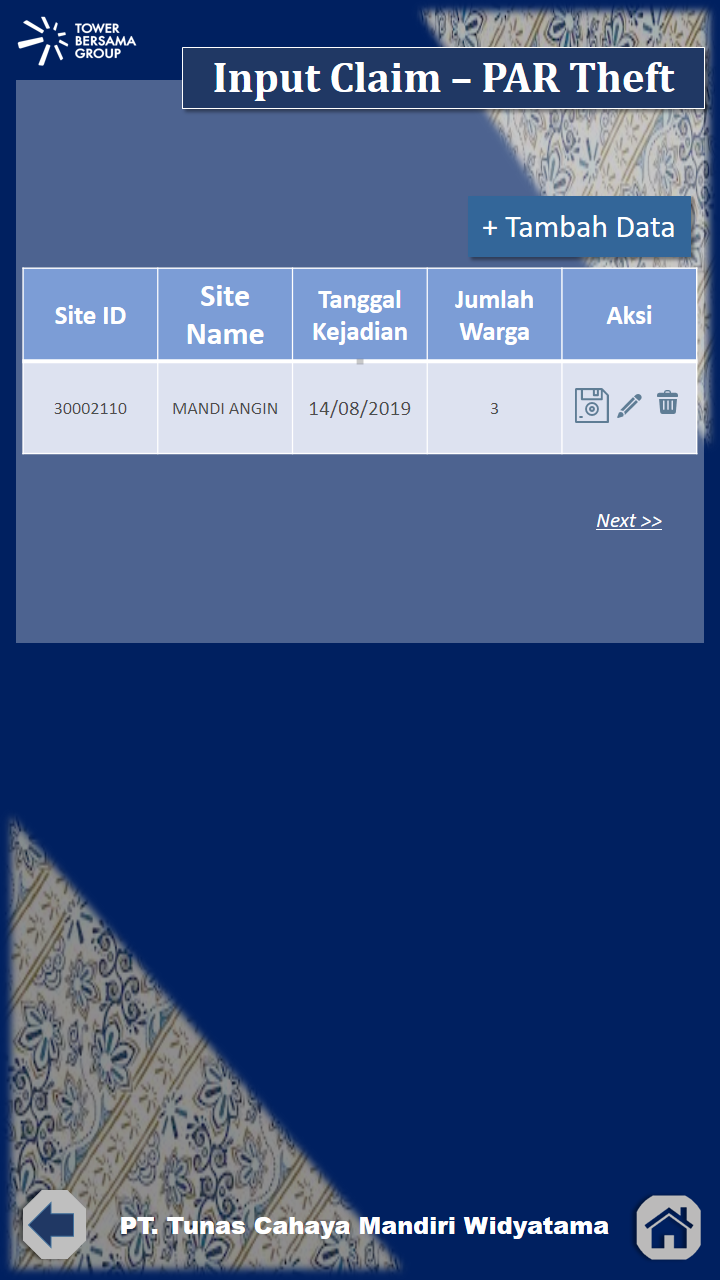 TOWER
BERSAMA
GROUP
Input Claim – PAR Theft
+ Tambah Data
Site ID
Site
Name
Tanggal
Kejadian
Jumlah
Warga
Aksi
30002110
MANDI ANGIN
14/08/2019
3
Next >>
PT. Tunas Cahaya Mandiri Widyatama